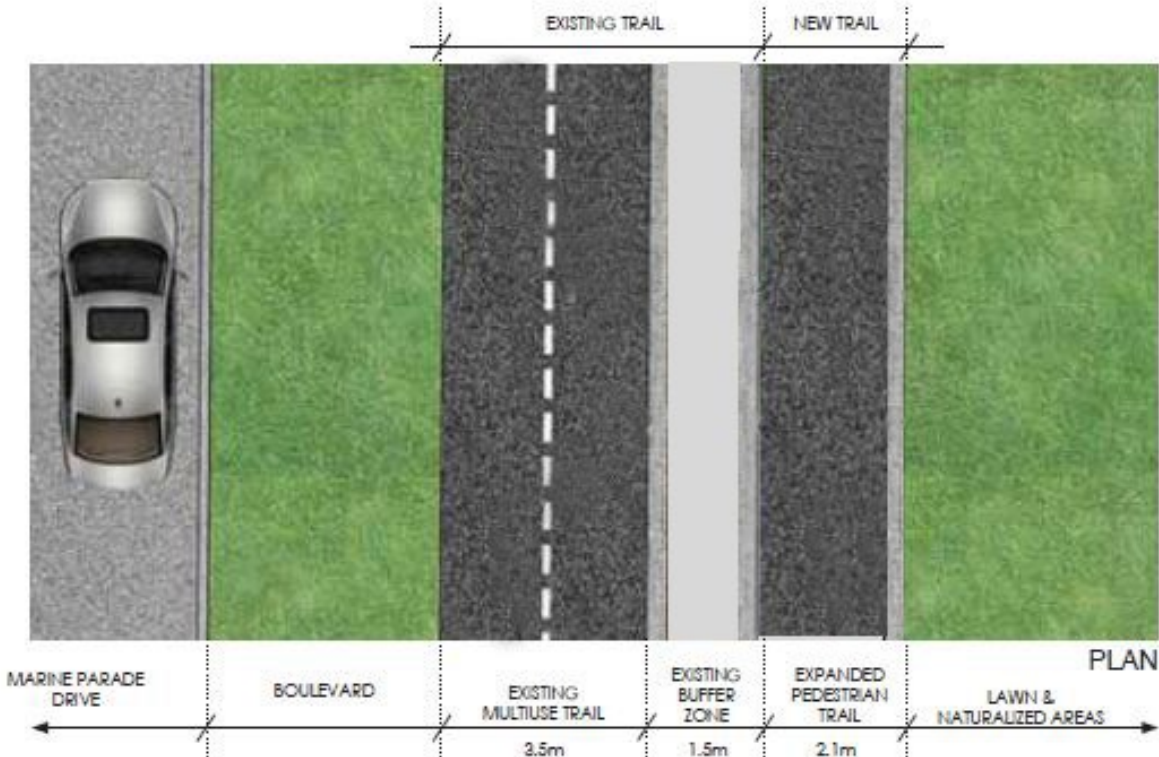 EXISTING TRAIL
NEW TRAIL
PLAN
MARINE PARADE
DRIVE
BOULEVARD
EXISTING
MULTIUSE TRAIL
3.5m
EXISTING
BUFFER
ZONE
1.5m
EXPANDED
PEDESTRIAN
TRAIL
2.1m
LAWN &
NATURALIZED AREAS